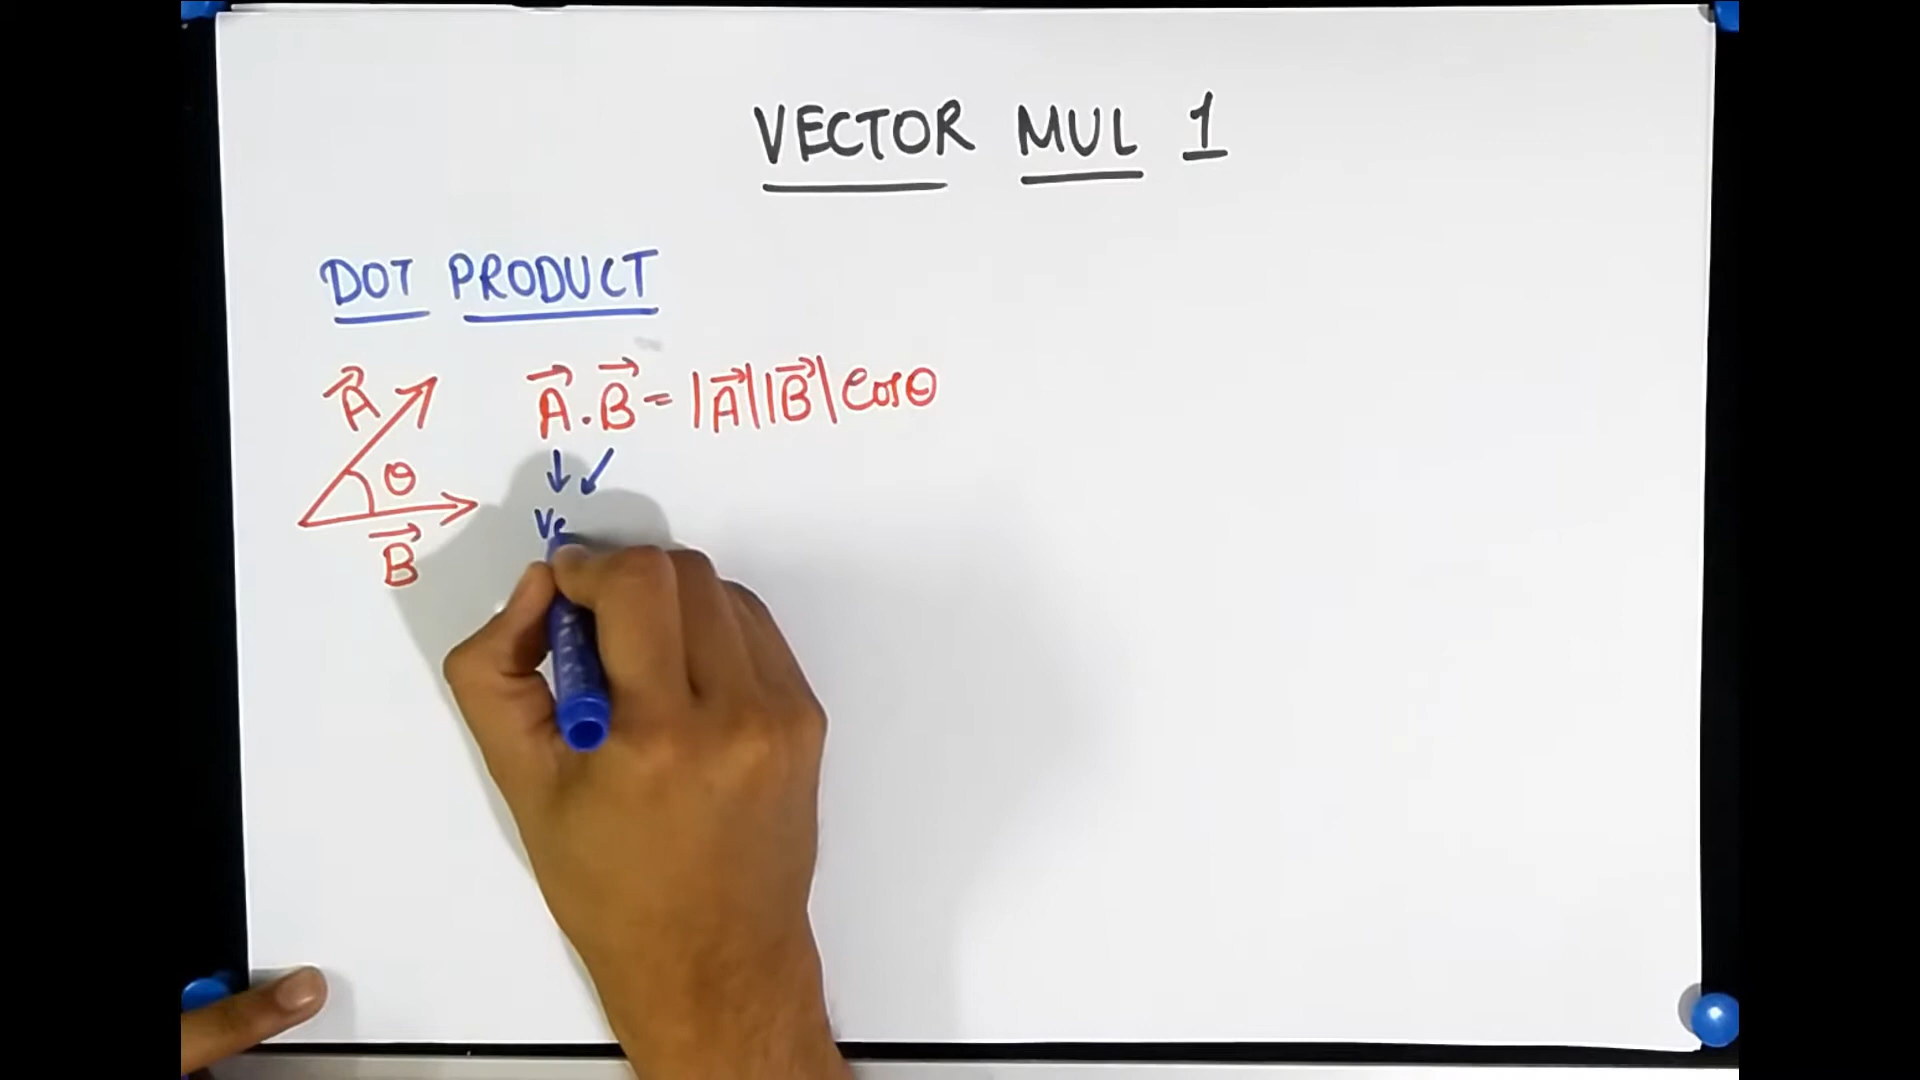 VECTOR MUL 1
DOT PRODUCT
A⃗ A⃗ . B⃗ = |A⃗||B⃗| cosθ
θ
Ve
B⃗